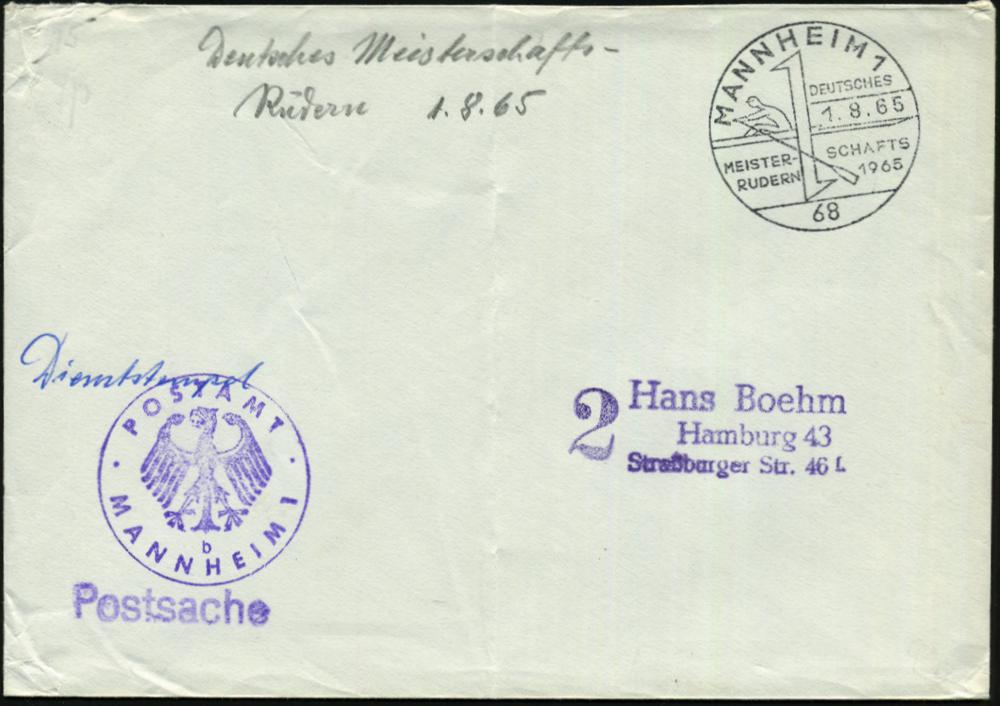 Deutsches Meisterschafts-
Rudern 1.8.65
MANNHEIM 1
DEUTSCHES
1.8.65
MEISTER-
RUDERN
SCHAFTS
1965
68
Dienststempel
POSTAMT
MANNHEIM 1
b
Postsache
2
Hans Boehm
Hamburg 43
Straßburger Str. 46 I.